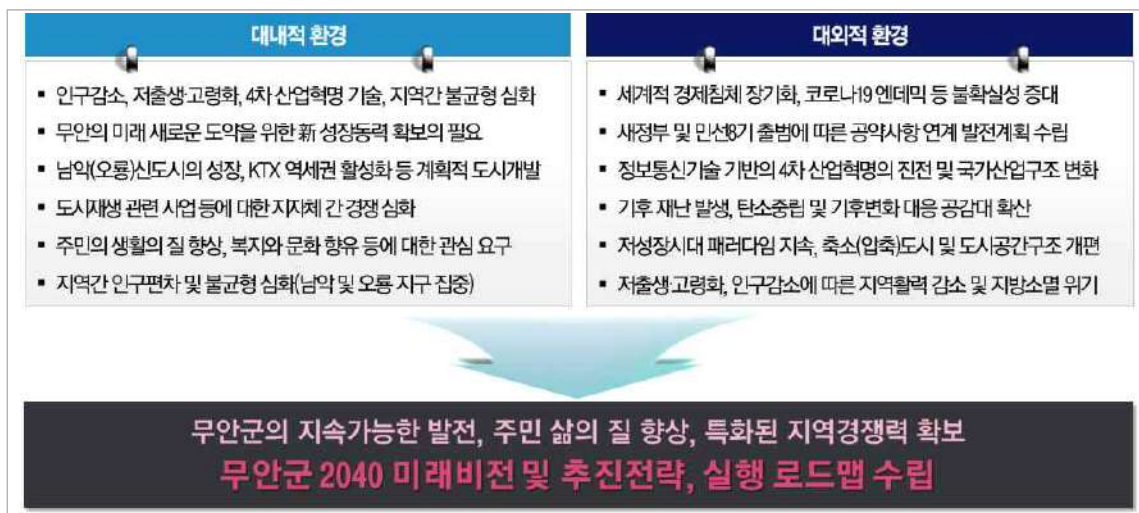 대내적 환경
▪ 인구감소, 저출생·고령화, 4차 산업혁명 기술, 지역간 불균형 심화
▪ 무안의 미래 새로운 도약을 위한 新 성장동력 확보의 필요
▪ 남악(오룡)신도시의 성장, KTX 역세권 활성화 등 계획적 도시개발
▪ 도시재생 관련 사업 등에 대한 지자체 간 경쟁 심화
▪ 주민의 생활의 질 향상, 복지와 문화 향유 등에 대한 관심 요구
▪ 지역간 인구편차 및 불균형 심화(남악 및 오룡 지구 집중)
대외적 환경
▪ 세계적 경제침체 장기화, 코로나19 엔데믹 등 불확실성 증대
▪ 새정부 및 민선8기 출범에 따른 공약사항 연계 발전계획 수립
▪ 정보통신기술 기반의 4차 산업혁명의 진전 및 국가산업구조 변화
▪ 기후 재난 발생, 탄소중립 및 기후변화 대응 공감대 확산
▪ 저성장시대 패러다임 지속, 축소(압축)도시 및 도시공간구조 개편
▪ 저출생·고령화, 인구감소에 따른 지역활력 감소 및 지방소멸 위기
무안군의 지속가능한 발전, 주민 삶의 질 향상, 특화된 지역경쟁력 확보
무안군 2040 미래비전 및 추진전략, 실행 로드맵 수립